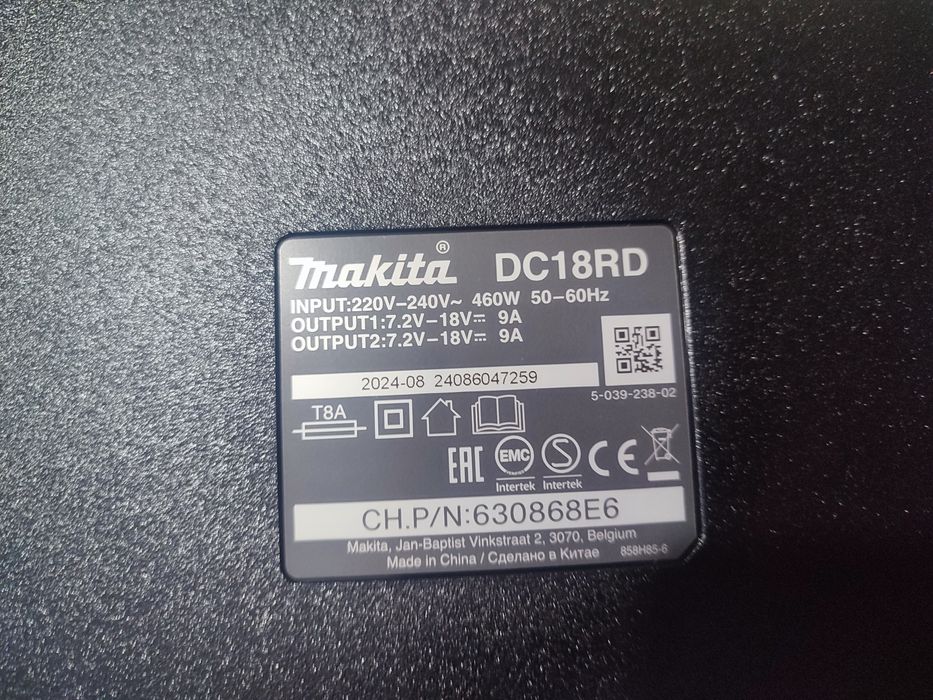 makita® DC18RD
INPUT:220V–240V~ 460W 50–60Hz
OUTPUT1:7.2V–18V⎓ 9A
OUTPUT2:7.2V–18V⎓ 9A
2024-08 24086047259
5-039-238-02
T8A
EAC EMC S CE
Intertek Intertek
CH.P/N:630868E6
Makita, Jan-Baptist Vinkstraat 2, 3070, Belgium
Made in China / Сделано в Китае 858H85-6